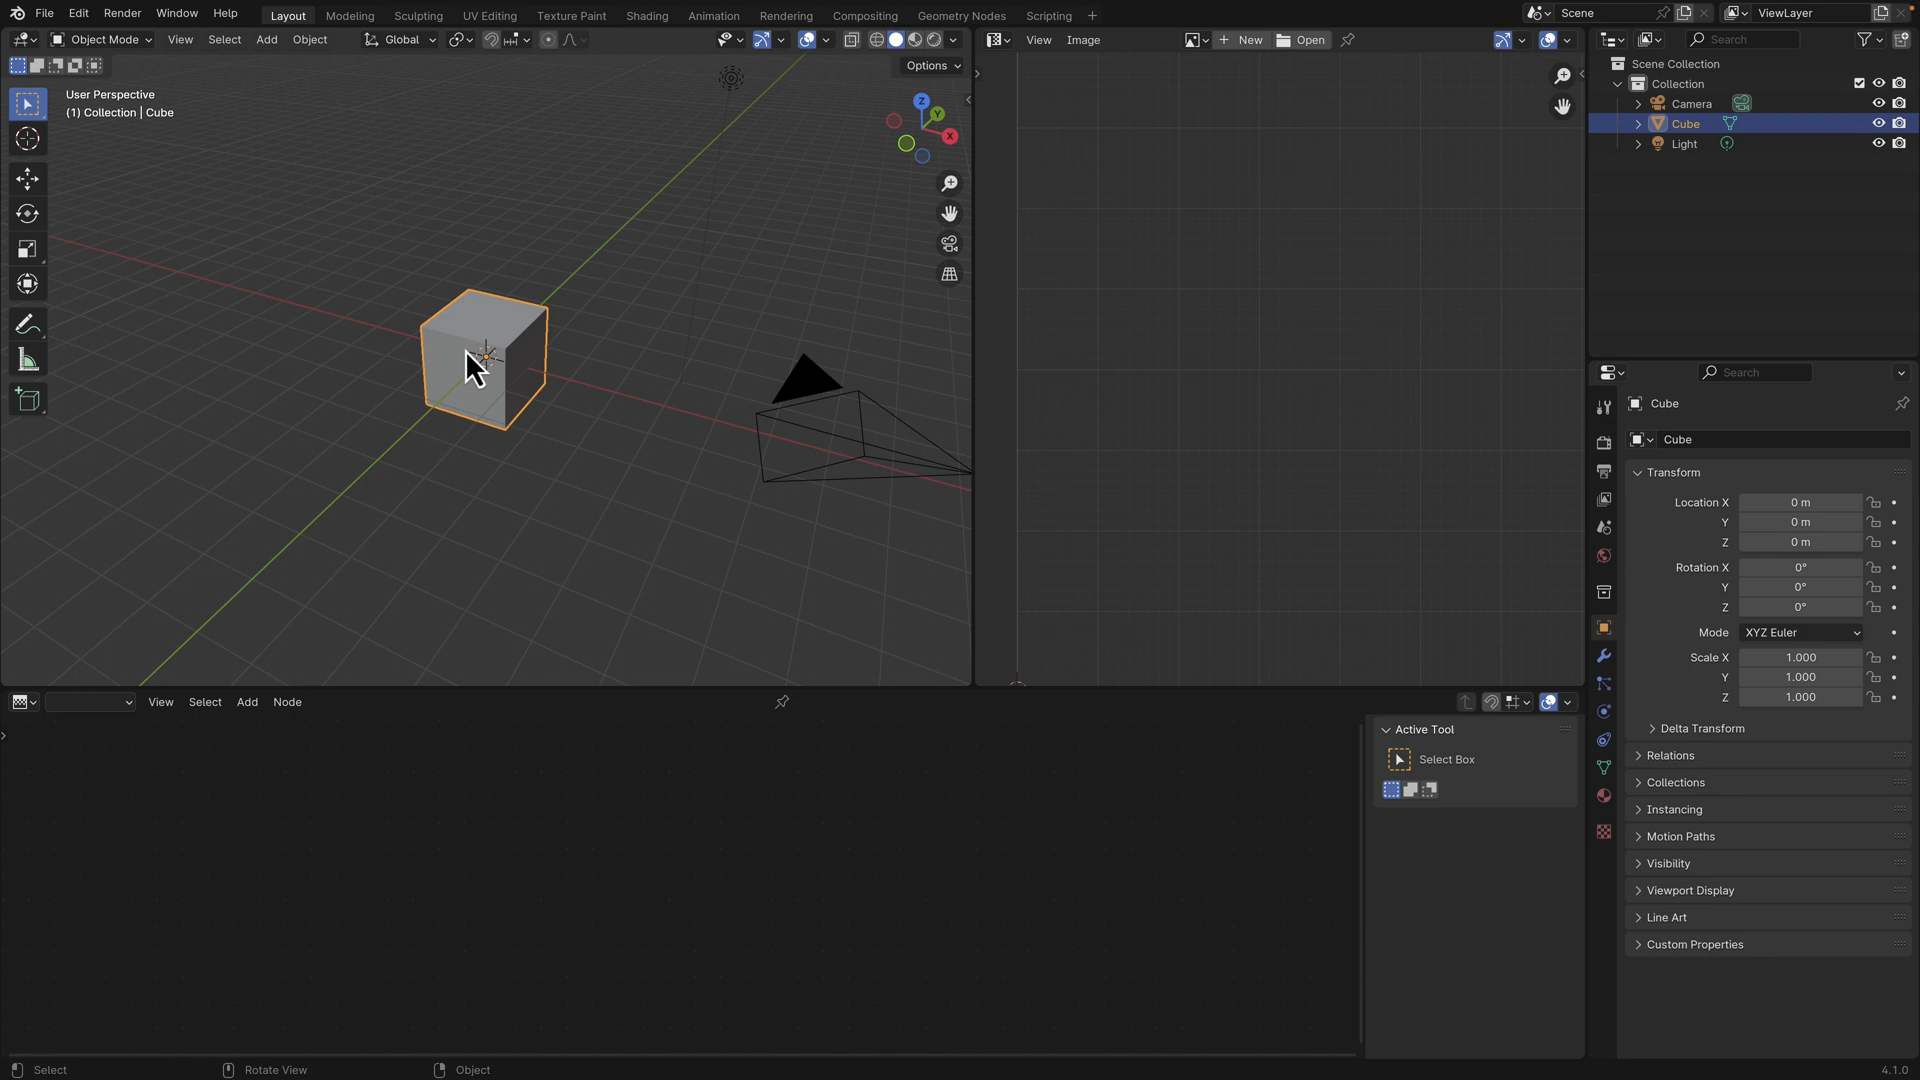 File Edit Render Window Help Layout Modeling Sculpting UV Editing Texture Paint Shading Animation Rendering Compositing Geometry Nodes Scripting
Scene ViewLayer
Object Mode View Select Add Object Global
View Image New Open
Search
Options
User Perspective
(1) Collection | Cube
Z
Y
X
Scene Collection
Collection
Camera
Cube
Light
Search
Cube
Cube
Transform
Location X 0 m
Y 0 m
Z 0 m
Rotation X 0°
Y 0°
Z 0°
Mode XYZ Euler
Scale X 1.000
Y 1.000
Z 1.000
Delta Transform
Relations
Collections
Instancing
Motion Paths
Visibility
Viewport Display
Line Art
Custom Properties
View Select Add Node
Active Tool
Select Box
Select Rotate View Object 4.1.0